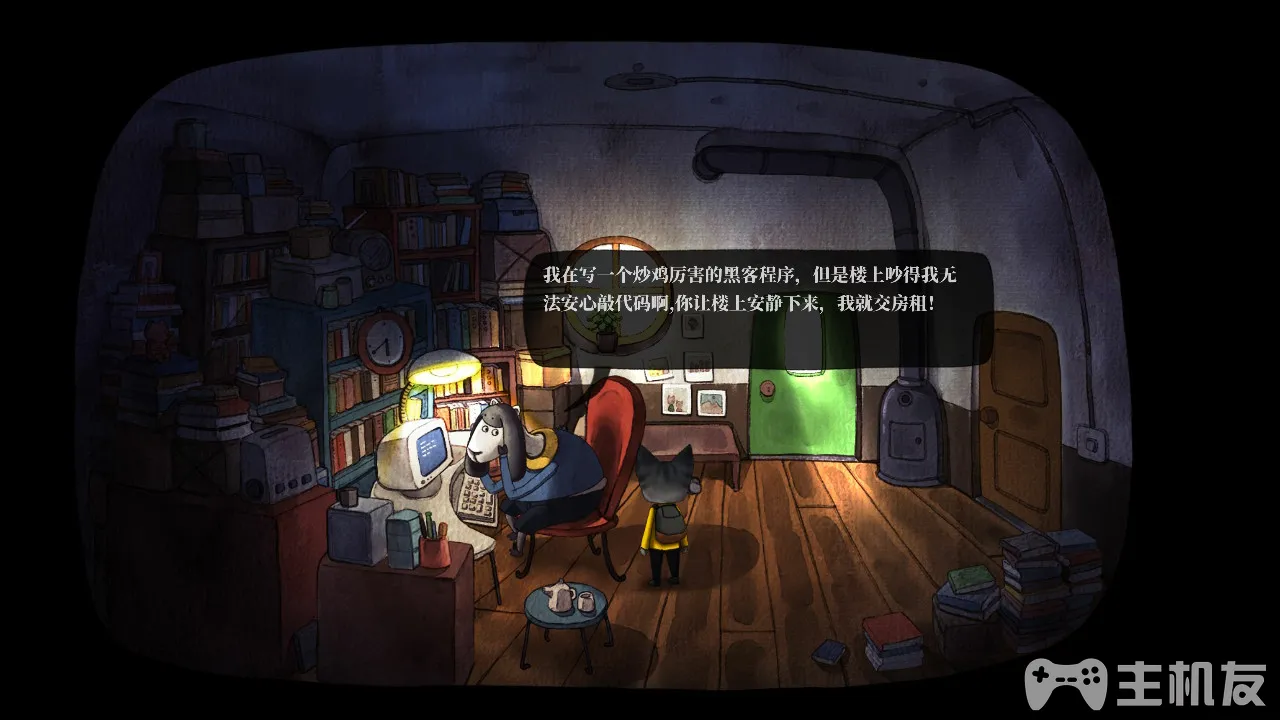 我在写一个炒鸡厉害的黑客程序，但是楼上吵得我无
法安心敲代码啊,你让楼上安静下来，我就交房租！
主机友